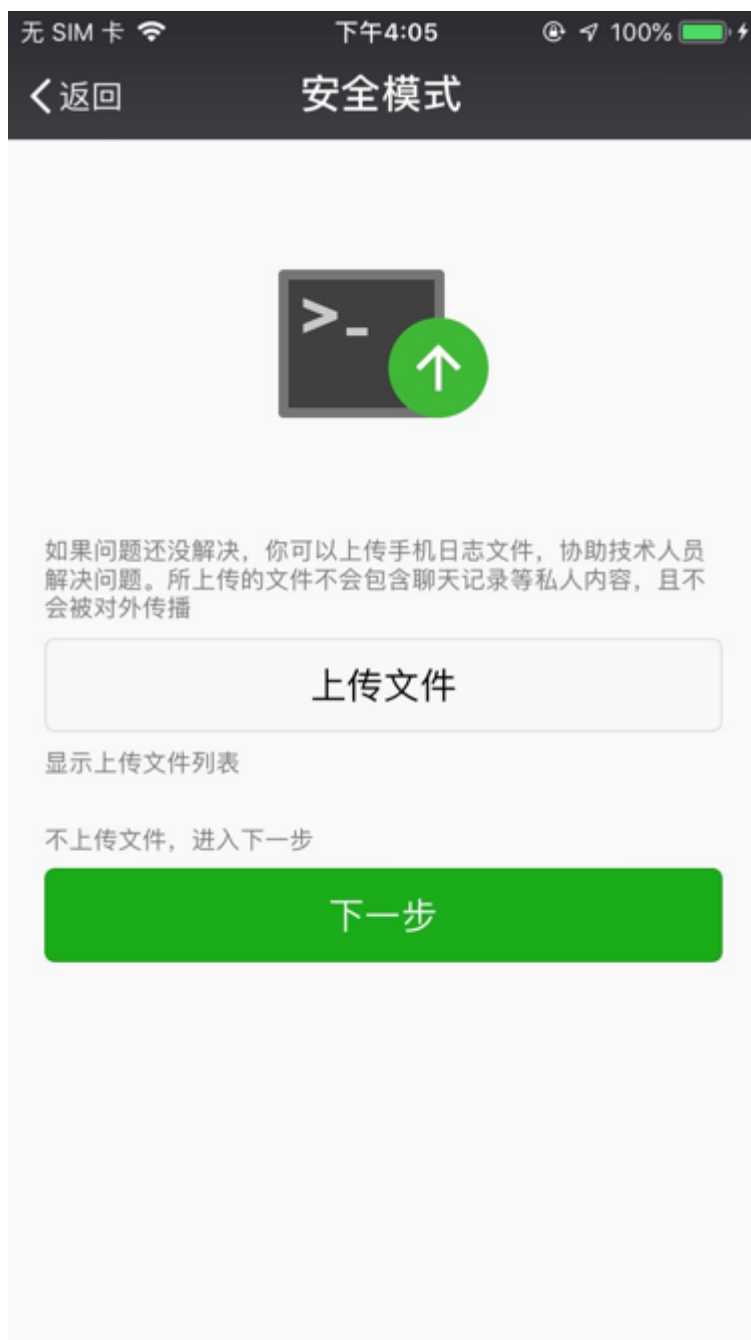 无 SIM 卡 下午4:05 100%
返回 安全模式
>_
如果问题还没解决，你可以上传手机日志文件，协助技术人员
解决问题。所上传的文件不会包含聊天记录等私人内容，且不
会被对外传播
上传文件
显示上传文件列表
不上传文件，进入下一步
下一步